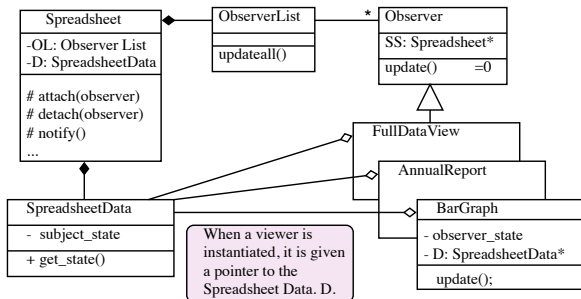 Spreadsheet
-OL: Observer List
-D: SpreadsheetData
# attach(observer)
# detach(observer)
# notify()
...
ObserverList
updateall()
*
Observer
SS: Spreadsheet*
update() =0
FullDataView
AnnualReport
BarGraph
- observer_state
- D: SpreadsheetData*
update();
SpreadsheetData
- subject_state
+ get_state()
When a viewer is
instantiated, it is given
a pointer to the
Spreadsheet Data. D.